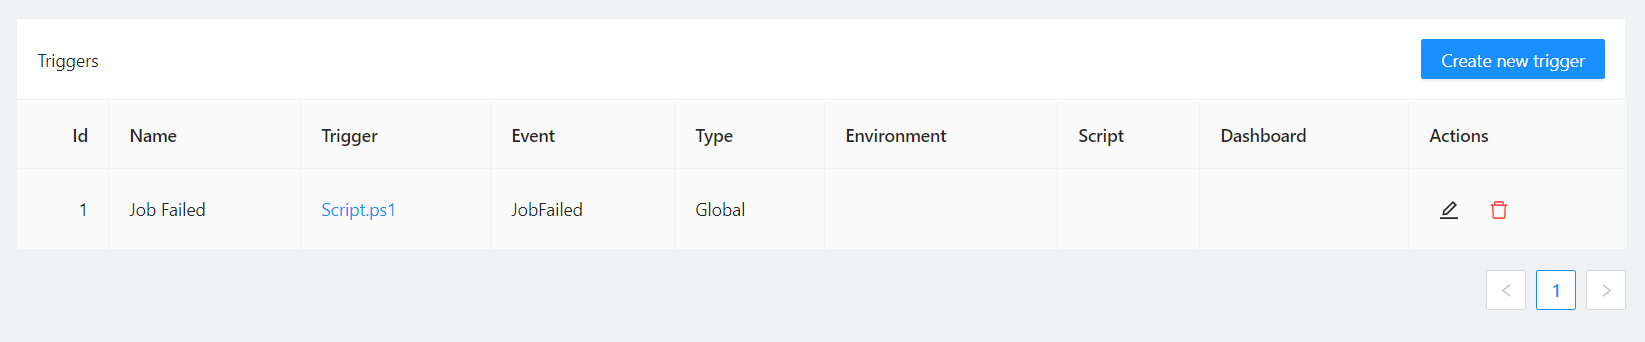 Triggers
Create new trigger
Id Name Trigger Event Type Environment Script Dashboard Actions
1 Job Failed Script.ps1 JobFailed Global
1